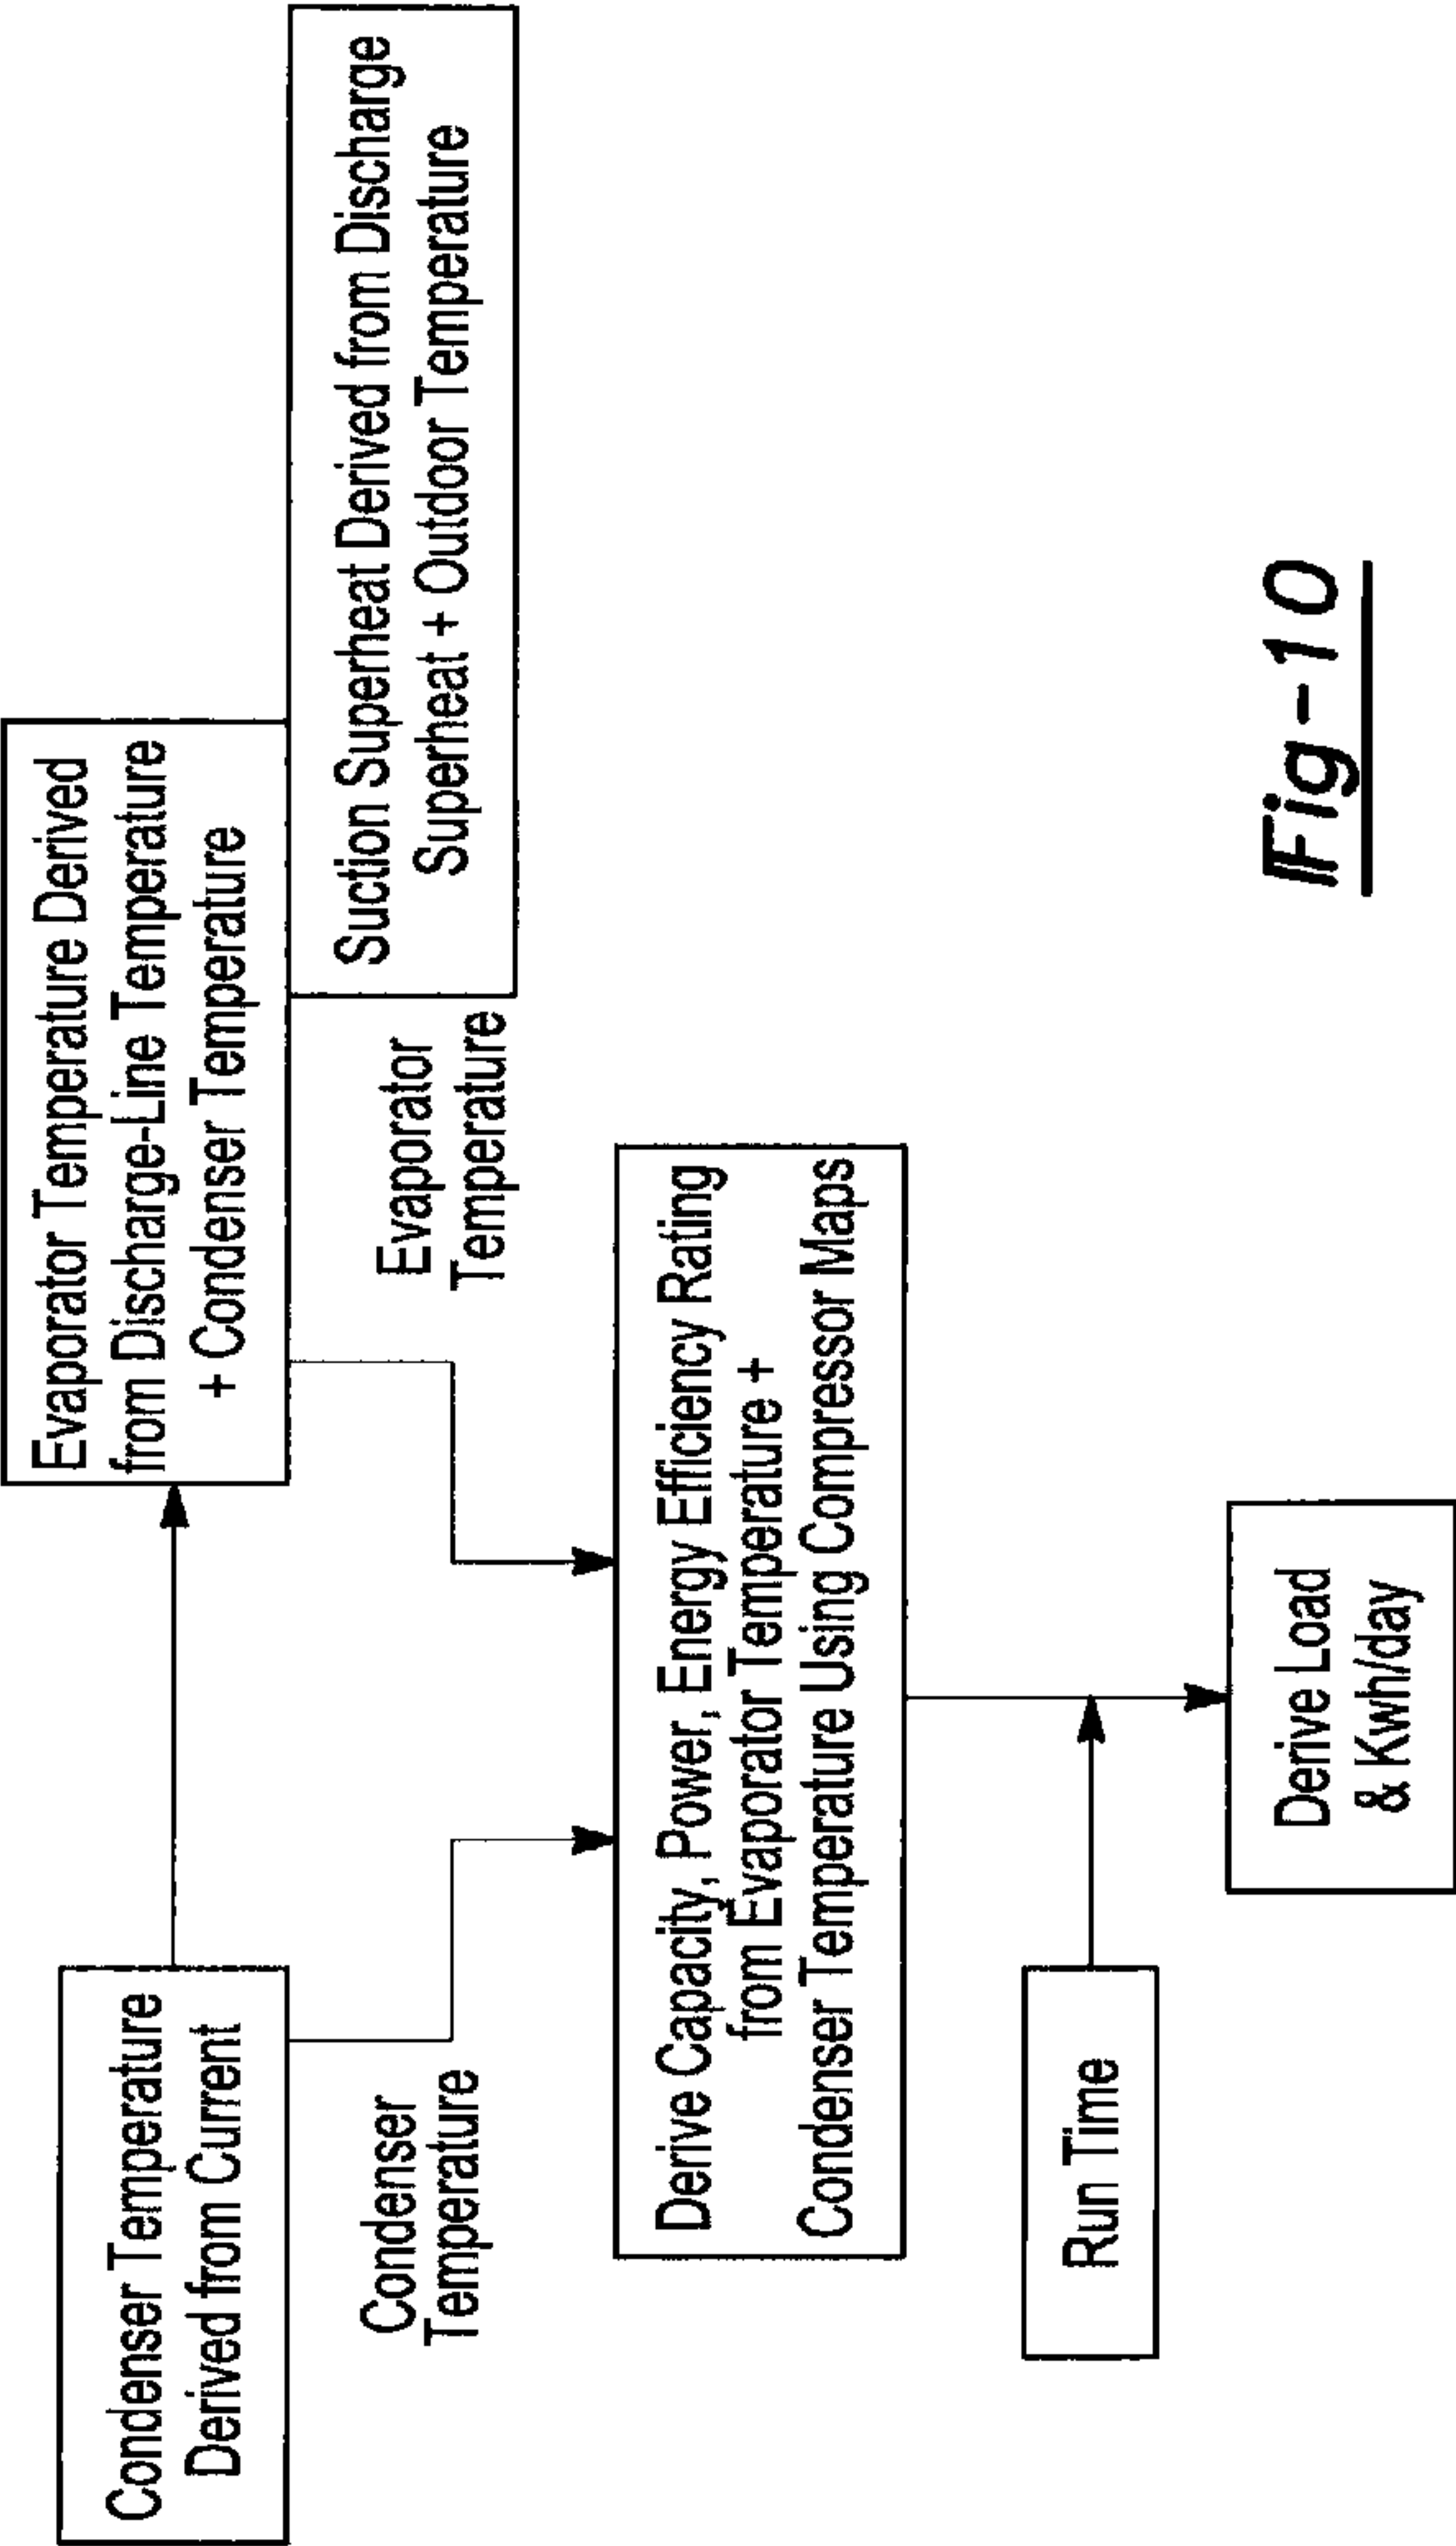 Condenser Temperature
Derived from Current
Evaporator Temperature Derived
from Discharge-Line Temperature
+ Condenser Temperature
Suction Superheat Derived from Discharge
Superheat + Outdoor Temperature
Condenser
Temperature
Evaporator
Temperature
Derive Capacity, Power, Energy Efficiency Rating
from Evaporator Temperature +
Condenser Temperature Using Compressor Maps
Run Time
Derive Load
& Kwh/day
Fig-10